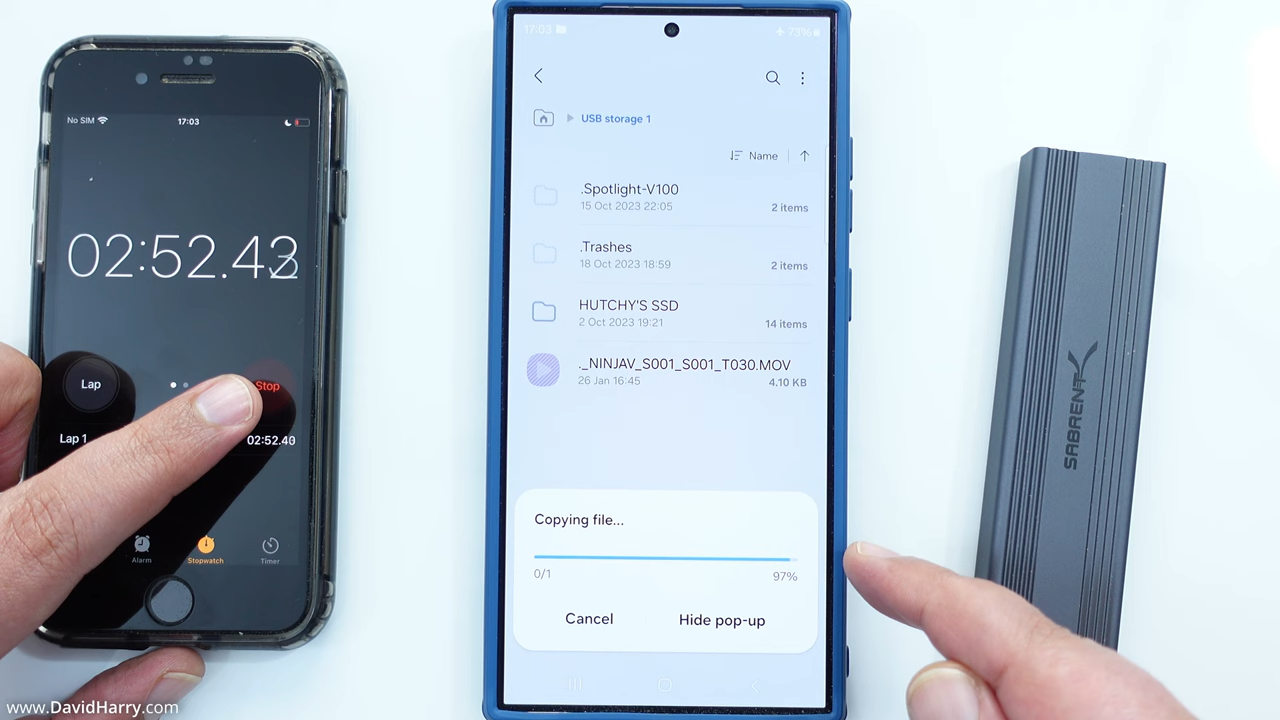 No SIM
17:03
02:52.43
Lap
Stop
Lap 1
02:52.40
Alarm
Stopwatch
Timer
17:03
73%
USB storage 1
Name
.Spotlight-V100
15 Oct 2023 22:05
2 items
.Trashes
18 Oct 2023 18:59
2 items
HUTCHY'S SSD
2 Oct 2023 19:21
14 items
._NINJAV_S001_S001_T030.MOV
26 Jan 16:45
4.10 KB
Copying file...
0/1
97%
Cancel
Hide pop-up
SABRENT
www.DavidHarry.com